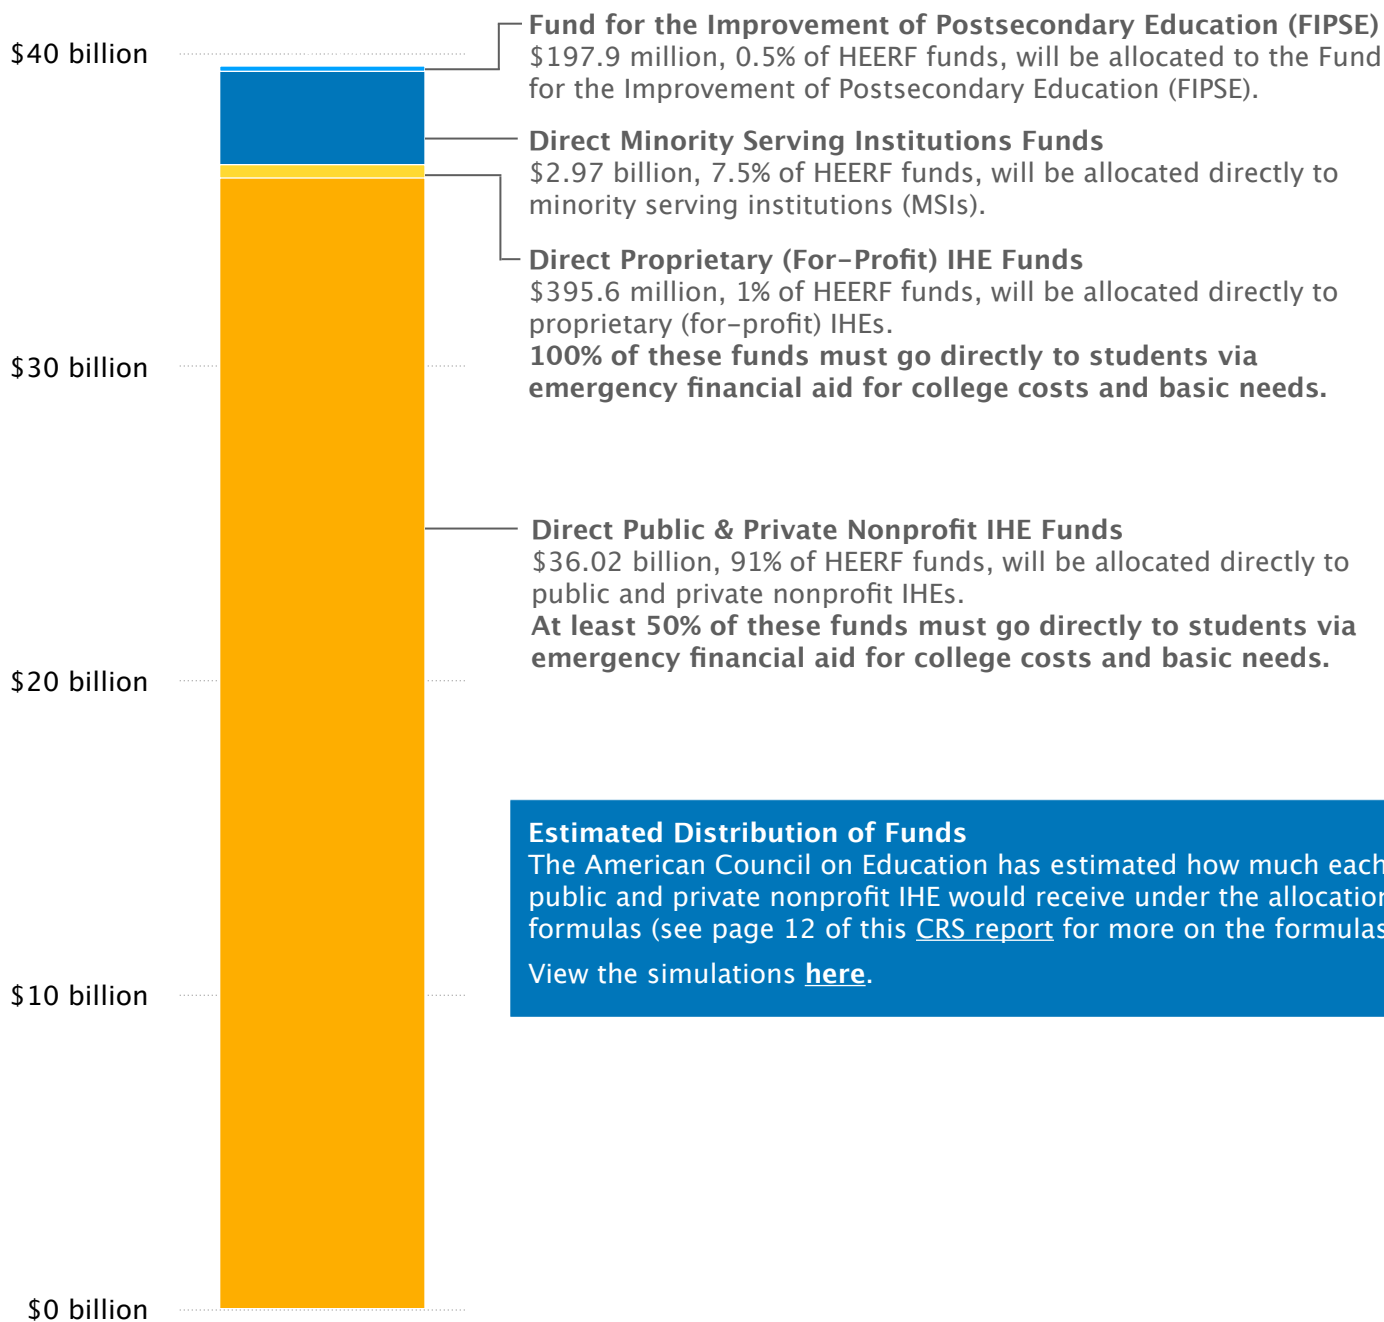 $40 billion
$30 billion
$20 billion
$10 billion
$0 billion
Fund for the Improvement of Postsecondary Education (FIPSE)
$197.9 million, 0.5% of HEERF funds, will be allocated to the Fund
for the Improvement of Postsecondary Education (FIPSE).
Direct Minority Serving Institutions Funds
$2.97 billion, 7.5% of HEERF funds, will be allocated directly to
minority serving institutions (MSIs).
Direct Proprietary (For-Profit) IHE Funds
$395.6 million, 1% of HEERF funds, will be allocated directly to
proprietary (for-profit) IHEs.
100% of these funds must go directly to students via
emergency financial aid for college costs and basic needs.
Direct Public & Private Nonprofit IHE Funds
$36.02 billion, 91% of HEERF funds, will be allocated directly to
public and private nonprofit IHEs.
At least 50% of these funds must go directly to students via
emergency financial aid for college costs and basic needs.
Estimated Distribution of Funds
The American Council on Education has estimated how much each
public and private nonprofit IHE would receive under the allocation
formulas (see page 12 of this CRS report for more on the formulas
View the simulations here.